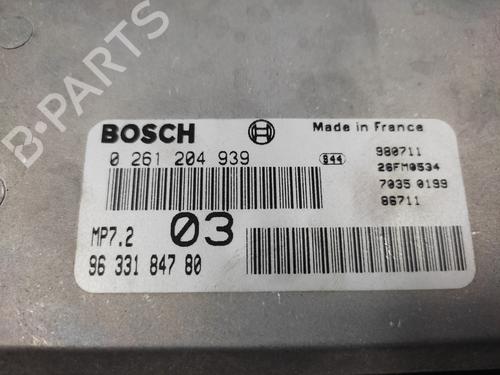 B-PARTS
BOSCH
Made in France
0 261 204 939
S44
980711
26FM0534
7035 0199
86711
MP7.2
03
96 331 847 80